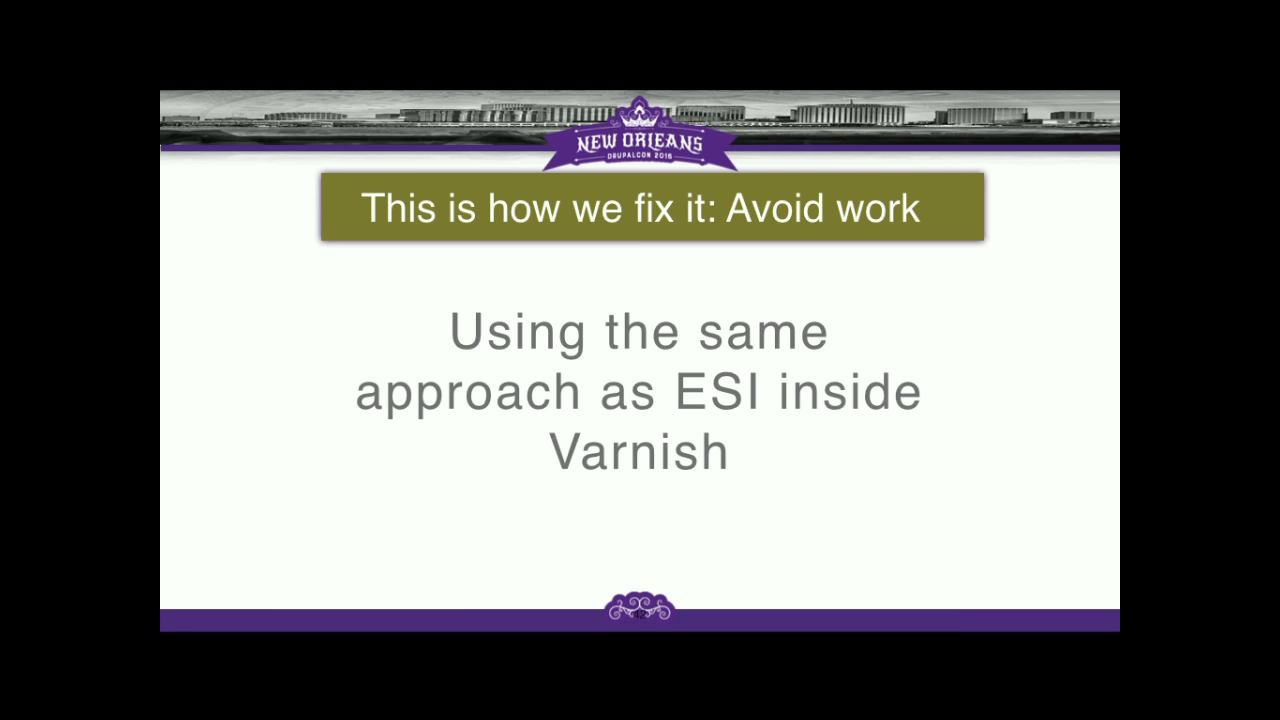 NEW ORLEANS
DRUPALCON 2016
This is how we fix it: Avoid work
Using the same
approach as ESI inside
Varnish